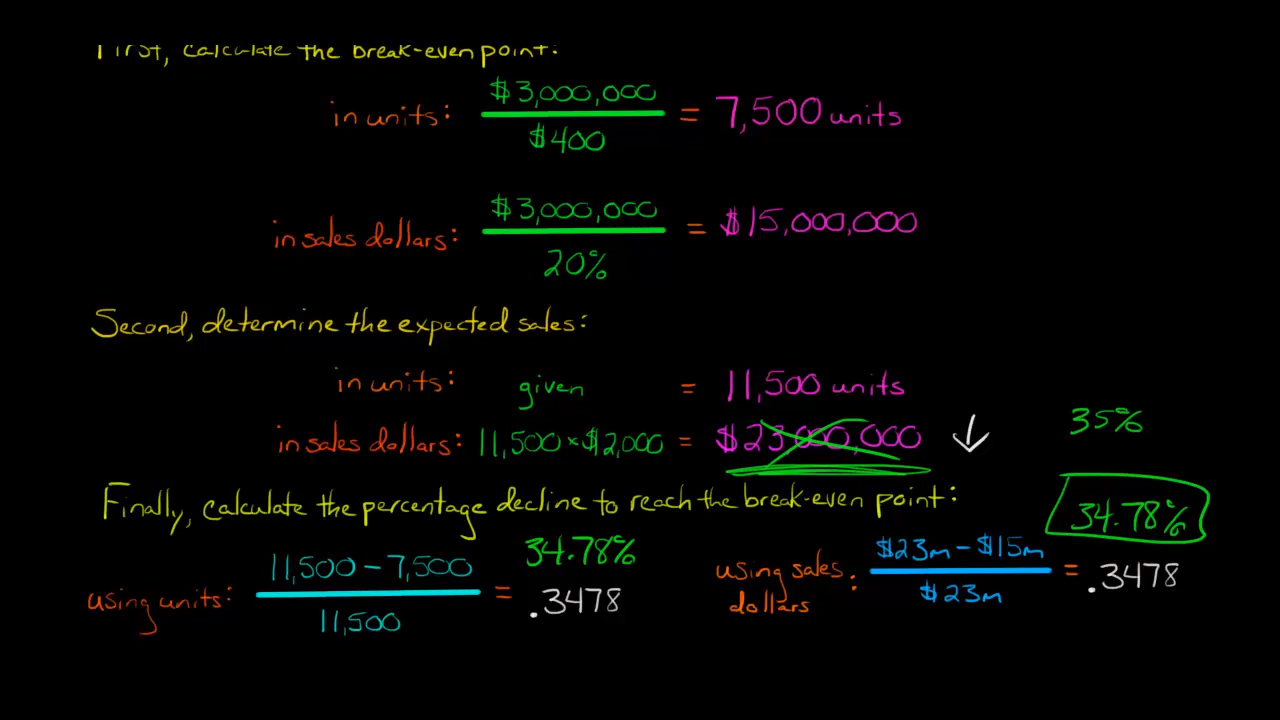 First, calculate the break-even point:
in units: $3,000,000 / $400 = 7,500 units
in sales dollars: $3,000,000 / 20% = $15,000,000
Second, determine the expected sales:
in units: given = 11,500 units
35%
in sales dollars: 11,500 × $2,000 = $23,000,000 ↓
Finally, calculate the percentage decline to reach the break-even point:
34.78%
34.78%
using units: 11,500 - 7,500 / 11,500 = .3478
using sales dollars: $23m - $15m / $23m = .3478